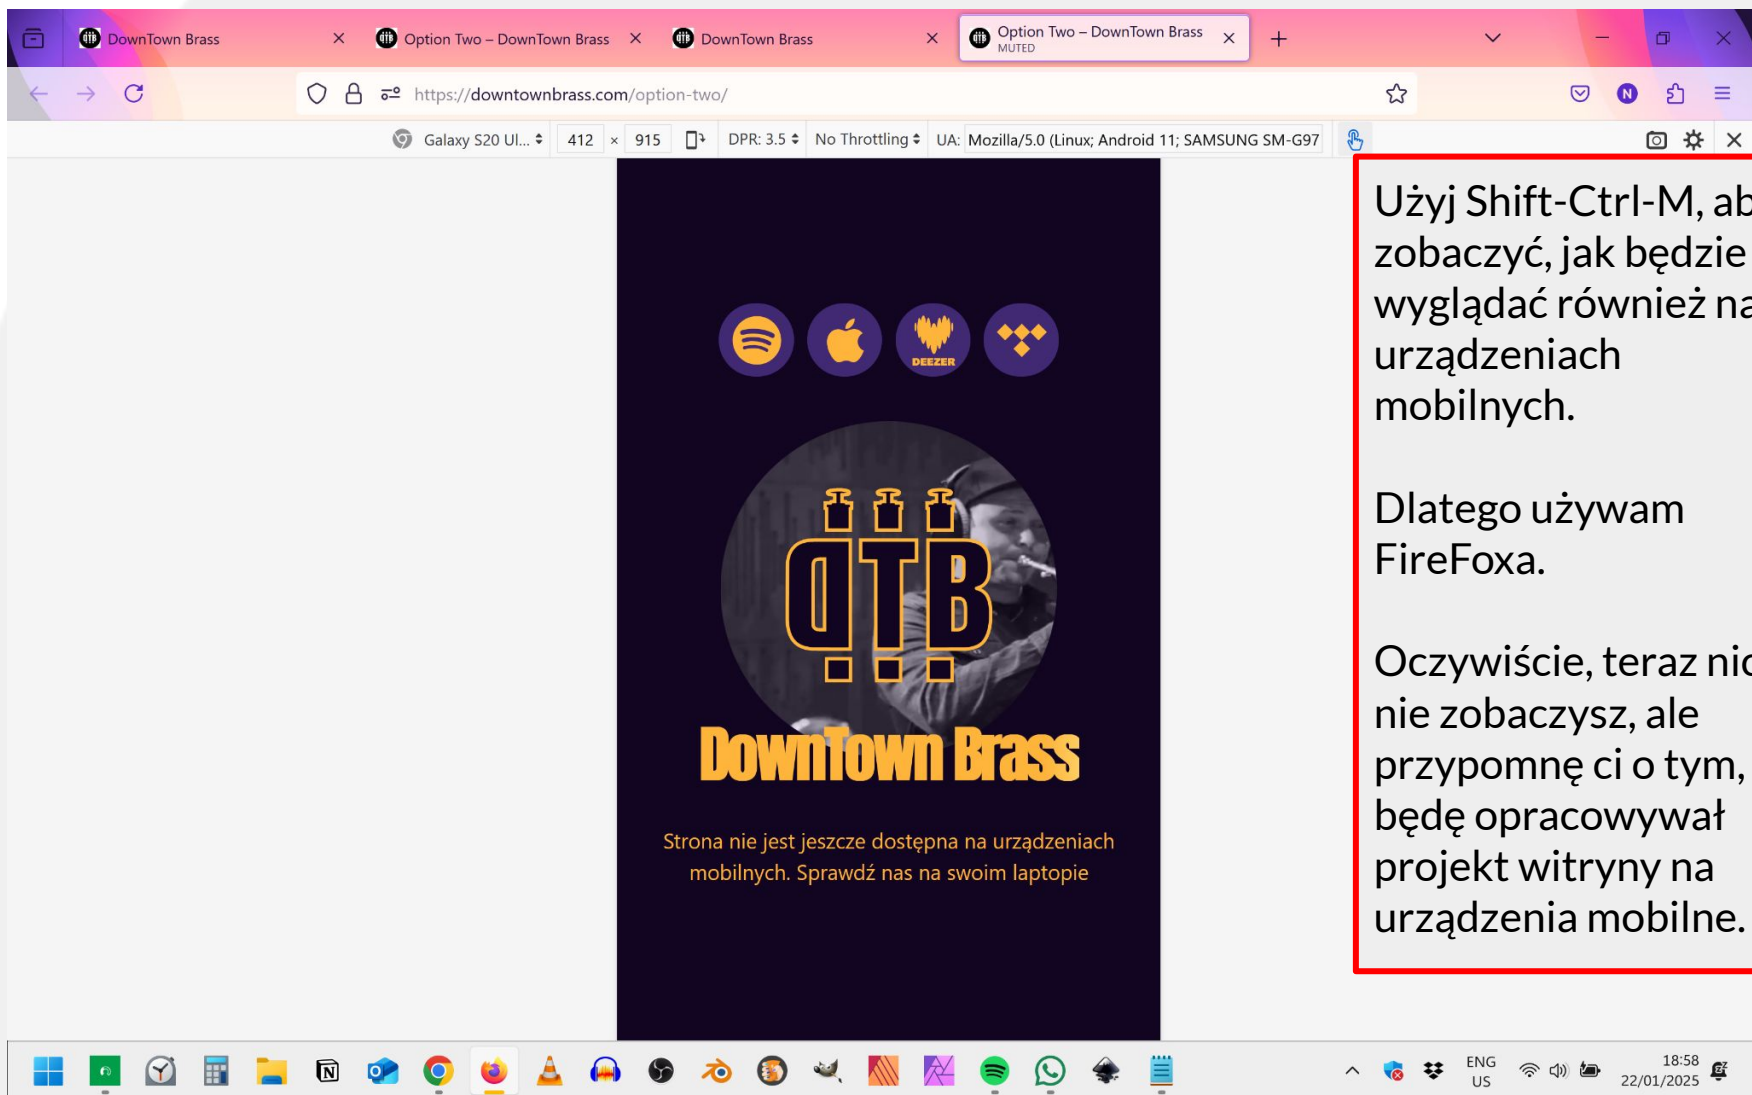 DownTown Brass
Option Two – DownTown Brass
DownTown Brass
Option Two – DownTown Brass
MUTED
N
https://downtownbrass.com/option-two/
Galaxy S20 Ul... 412 × 915 DPR: 3.5 No Throttling UA: Mozilla/5.0 (Linux; Android 11; SAMSUNG SM-G97
DEEZER
DTB
DownTown Brass
Strona nie jest jeszcze dostępna na urządzeniach
mobilnych. Sprawdź nas na swoim laptopie
Użyj Shift-Ctrl-M,
zobaczyć, jak będzie
wyglądać również
urządzeniach
mobilnych.
Dlatego używam
FireFoxa.
Oczywiście, teraz
nie zobaczysz, ale
przypomnę ci o tym,
będę opracowywał
projekt witryny na
urządzenia mobilne.
ENG
US
18:58
22/01/2025